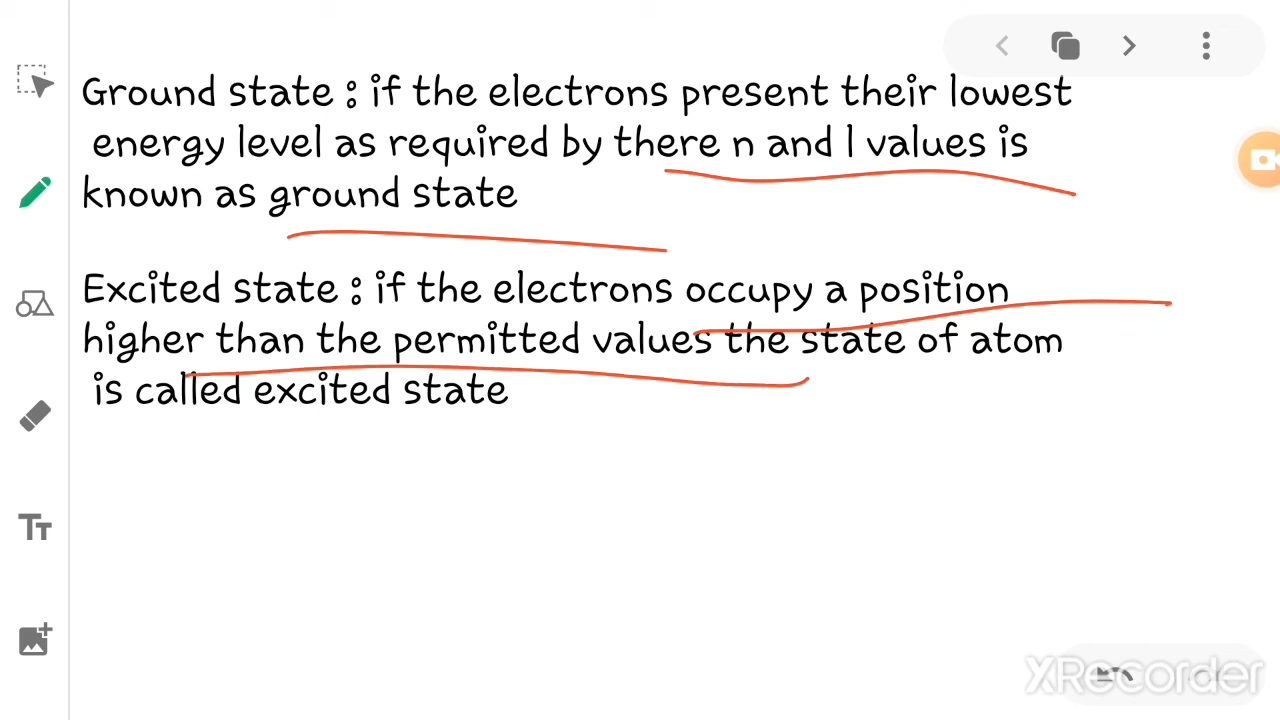 Ground state : if the electrons present their lowest
energy level as required by there n and l values is
known as ground state
Excited state : if the electrons occupy a position
higher than the permitted values the state of atom
is called excited state
TT
XRecorder